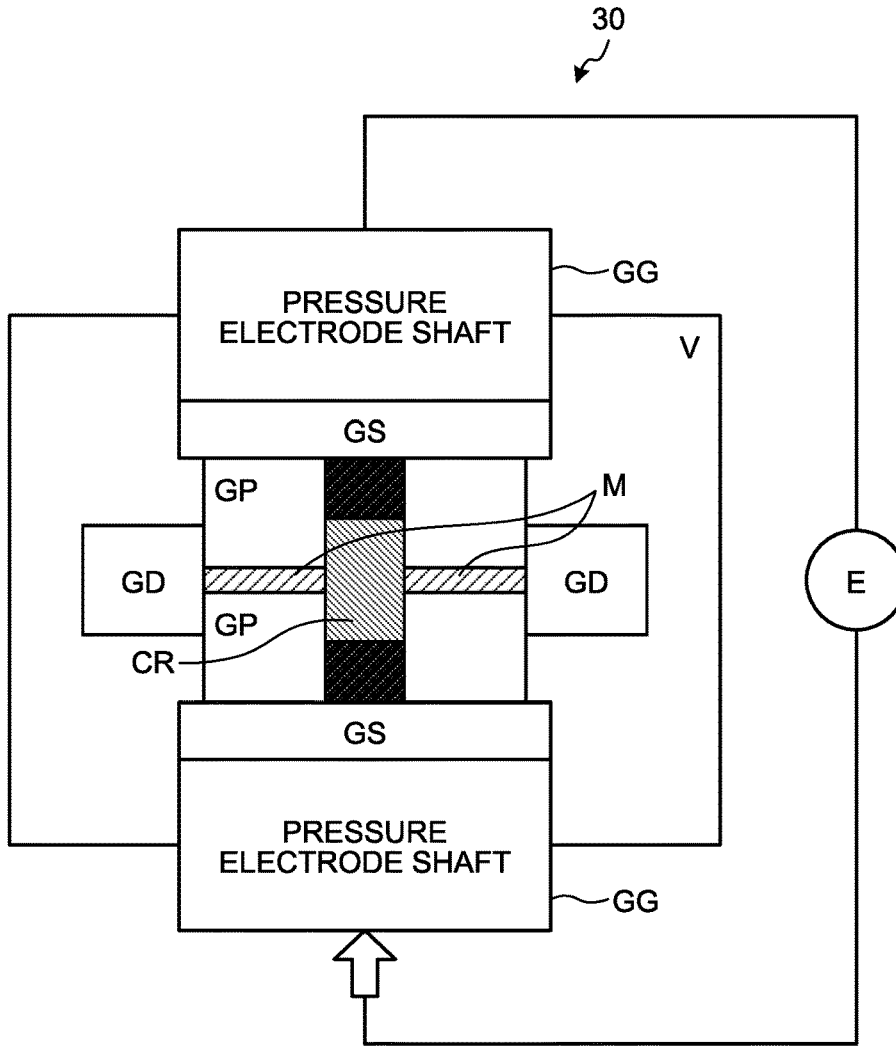 30
PRESSURE
ELECTRODE SHAFT
GG
V
GS
GP
M
GD
GD
E
GP
CR
GS
PRESSURE
ELECTRODE SHAFT
GG